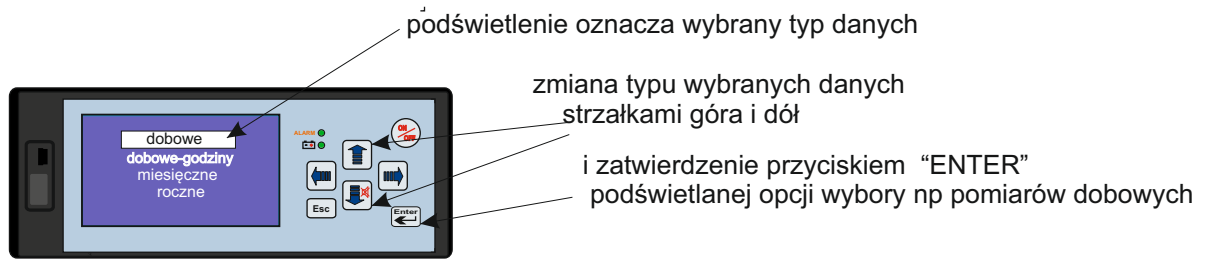 podświetlenie oznacza wybrany typ danych
zmiana typu wybranych danych
strzałkami góra i dół
i zatwierdzenie przyciskiem “ENTER”
podświetlanej opcji wybory np pomiarów dobowych
dobowe
dobowe-godziny
miesięczne
roczne
ALARM
ON
OFF
Esc
Enter